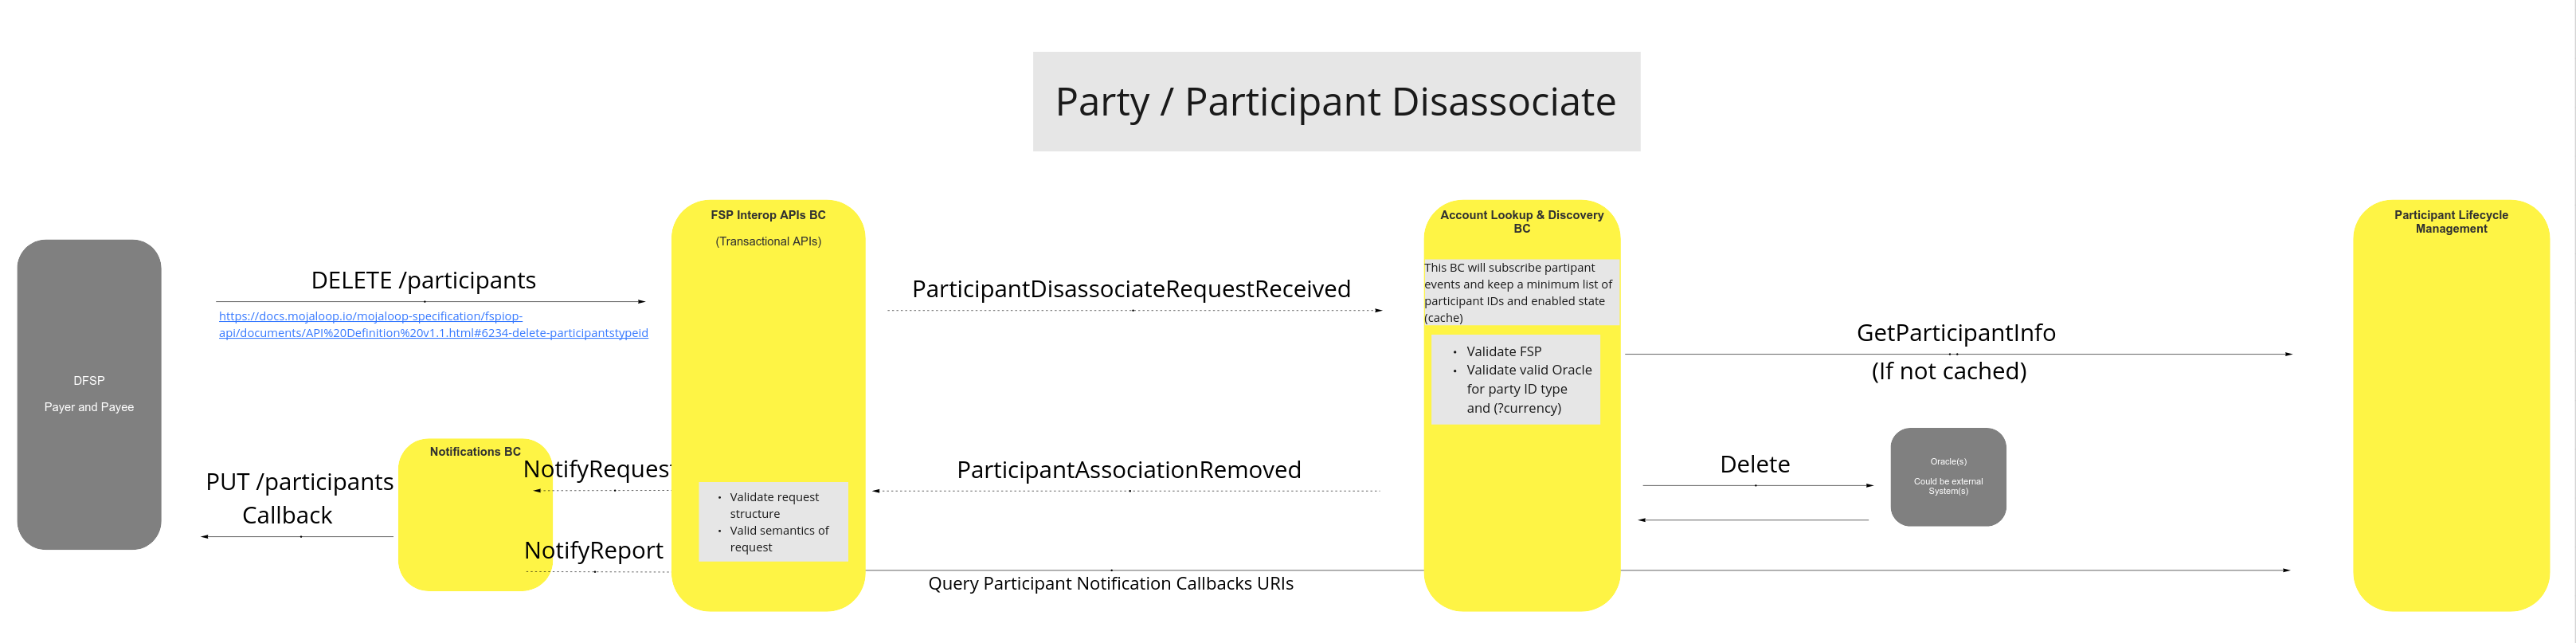 Party / Participant Disassociate
FSP Interop APIs BC
(Transactional APIs)
Account Lookup & Discovery
BC
Participant Lifecycle
Management
DFSP
Payer and Payee
DELETE /participants
https://docs.mojaloop.io/mojaloop-specification/fspiop-
api/documents/API%20Definition%20v1.1.html#6234-delete-participantstypeid
ParticipantDisassociateRequestReceived
This BC will subscribe partipant
events and keep a minimum list of
participant IDs and enabled state
(cache)
• Validate FSP
• Validate valid Oracle
for party ID type
and (?currency)
GetParticipantInfo
(If not cached)
Notifications BC
NotifyRequest
PUT /participants
Callback
NotifyReport
• Validate request
structure
• Valid semantics of
request
ParticipantAssociationRemoved
Delete
Oracle(s)
Could be external
System(s)
Query Participant Notification Callbacks URIs